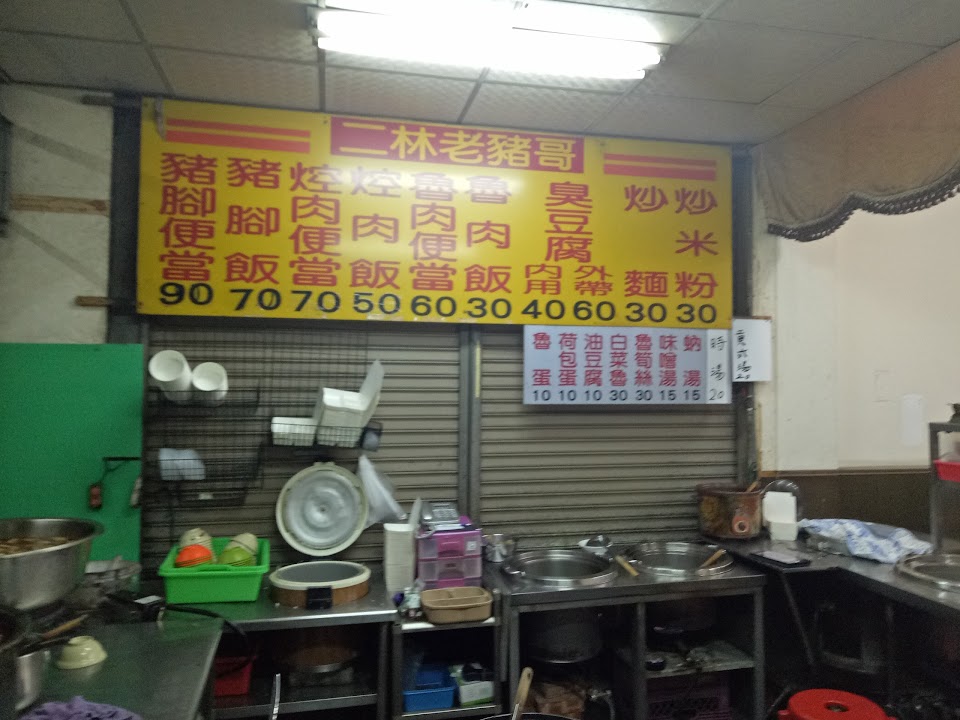 二林老豬哥
豬腳便當 90
豬腳飯 70
焢肉便當 70
焢肉飯 50
魯肉便當 60
魯肉飯 30
臭豆腐 內用 40 外帶 60
炒麵 30
炒米粉 30
魯蛋 10
荷包蛋 10
油豆腐 10
白菜魯 30
魯筍絲 30
味噲湯 15
蚋湯 15
時湯 20